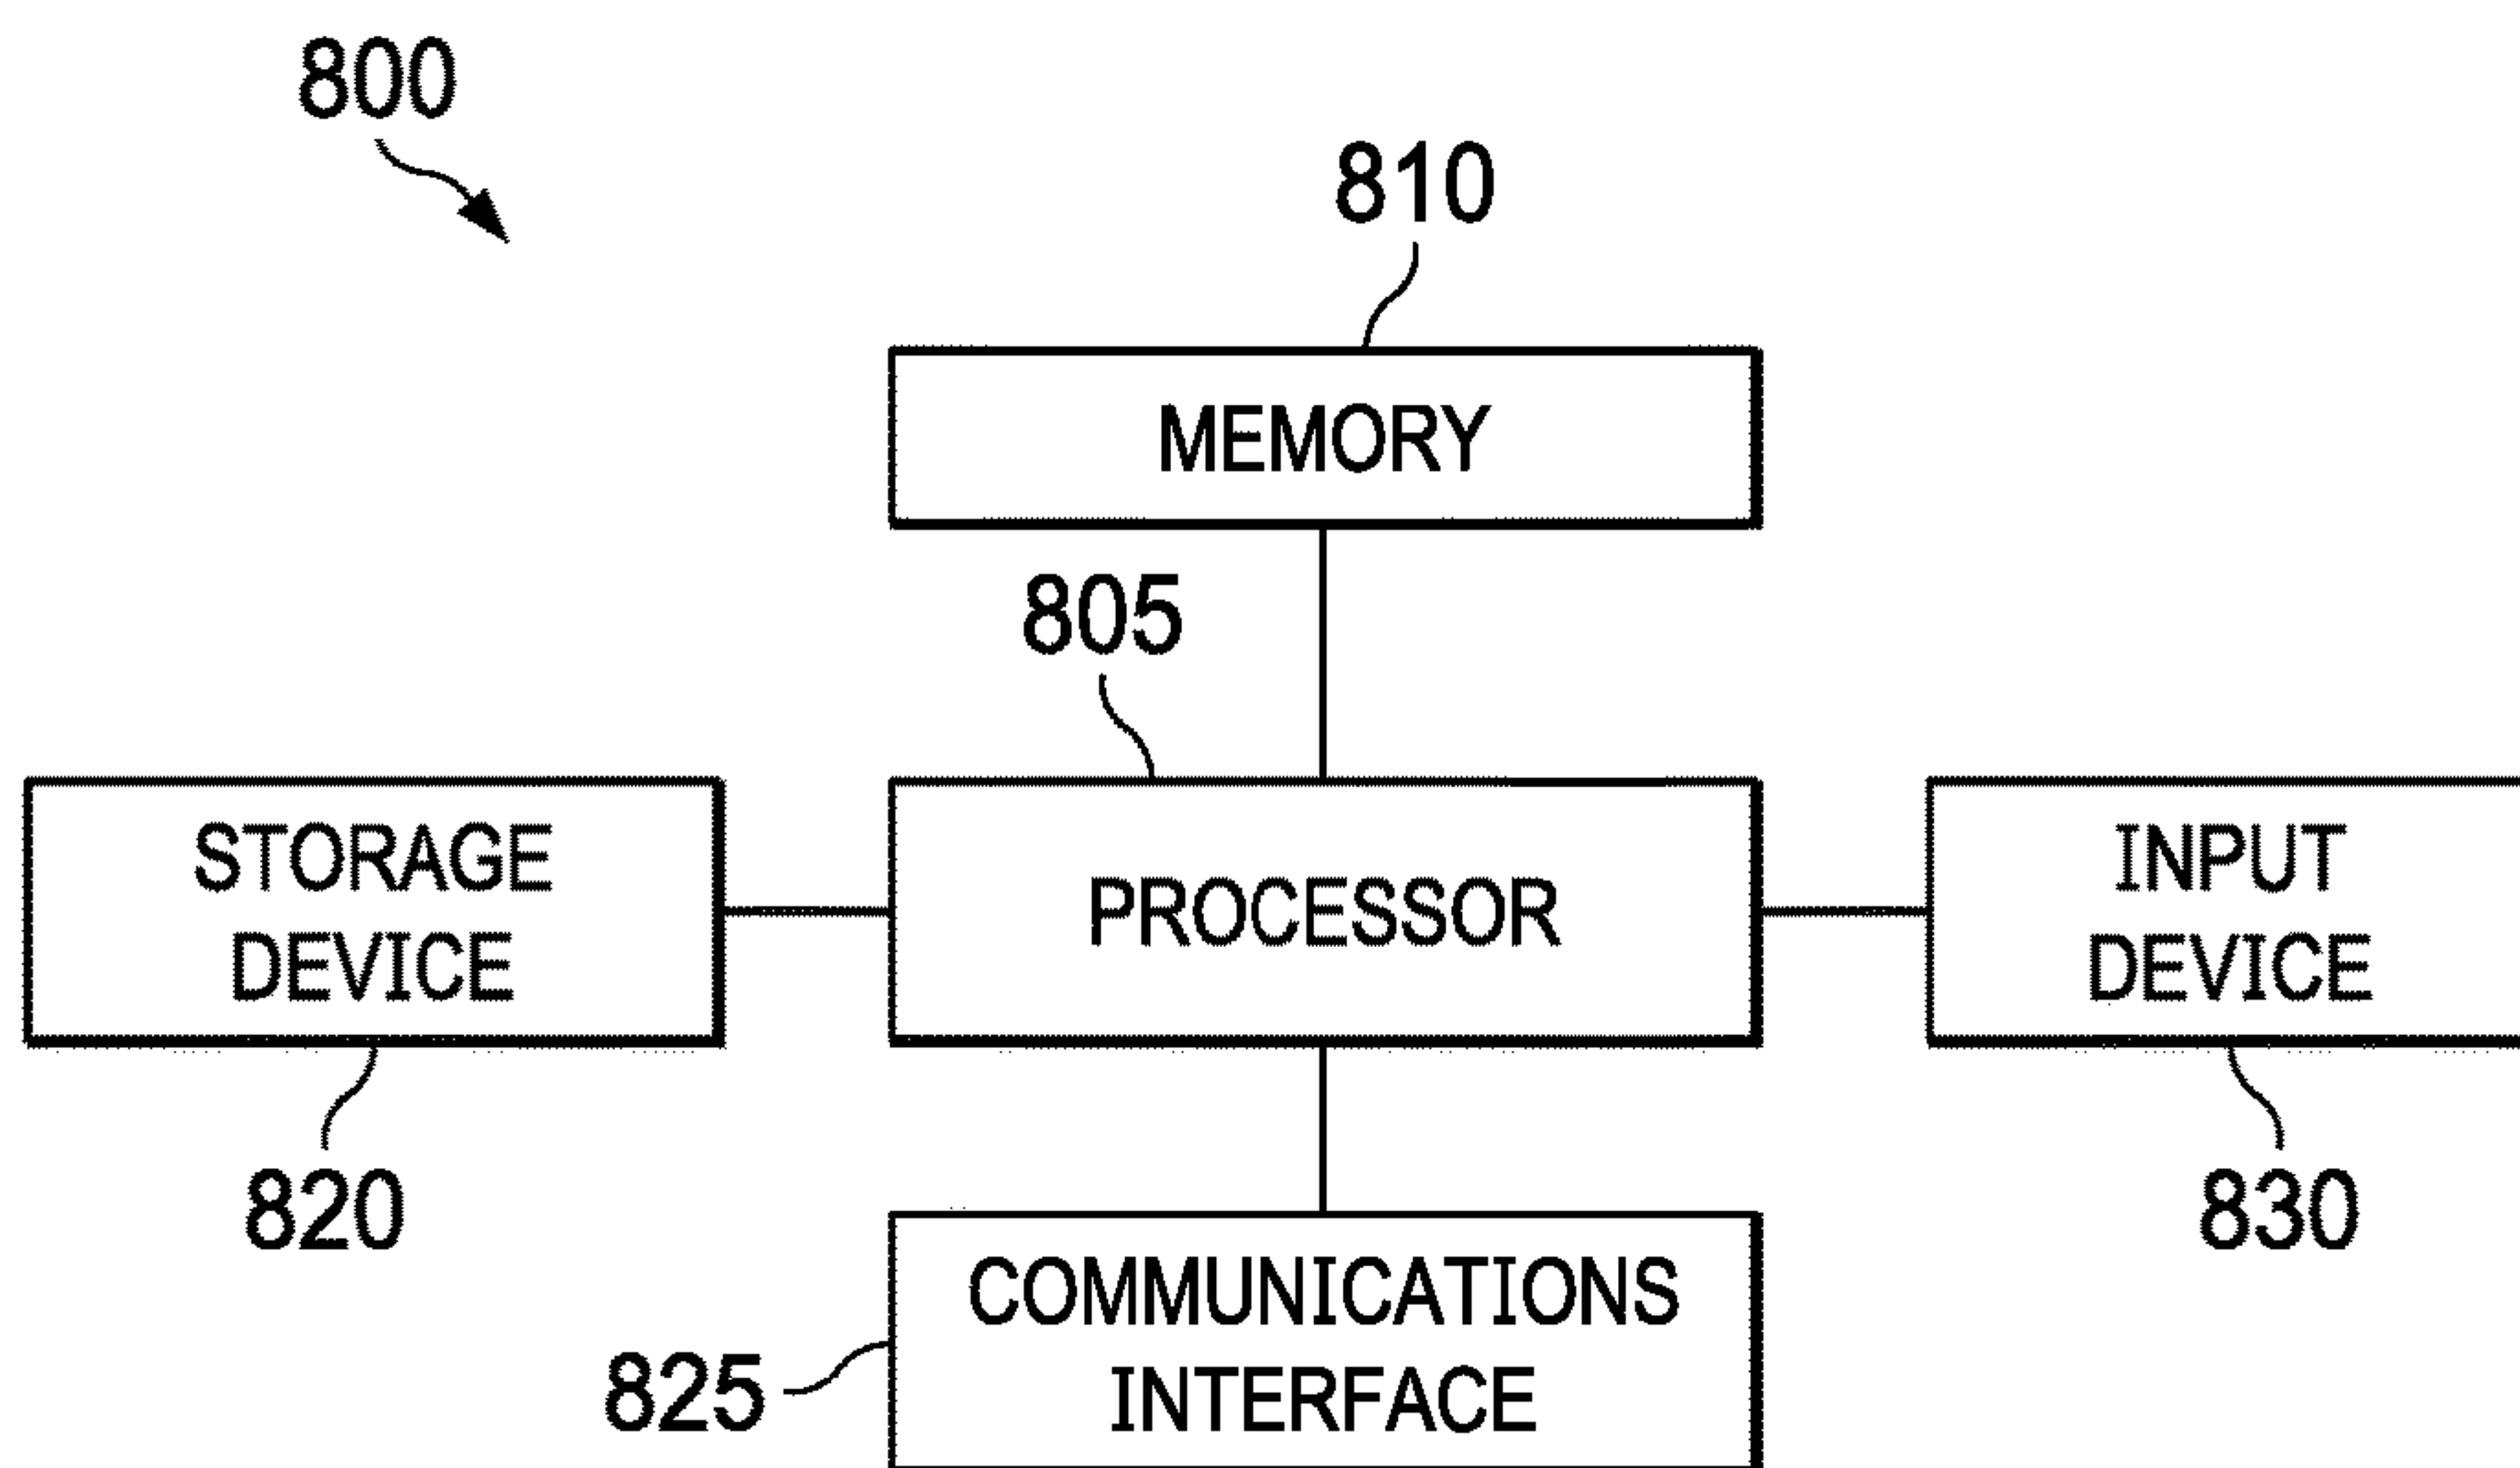 800
810
MEMORY
805
STORAGE
DEVICE
PROCESSOR
INPUT
DEVICE
820
830
COMMUNICATIONS
INTERFACE
825